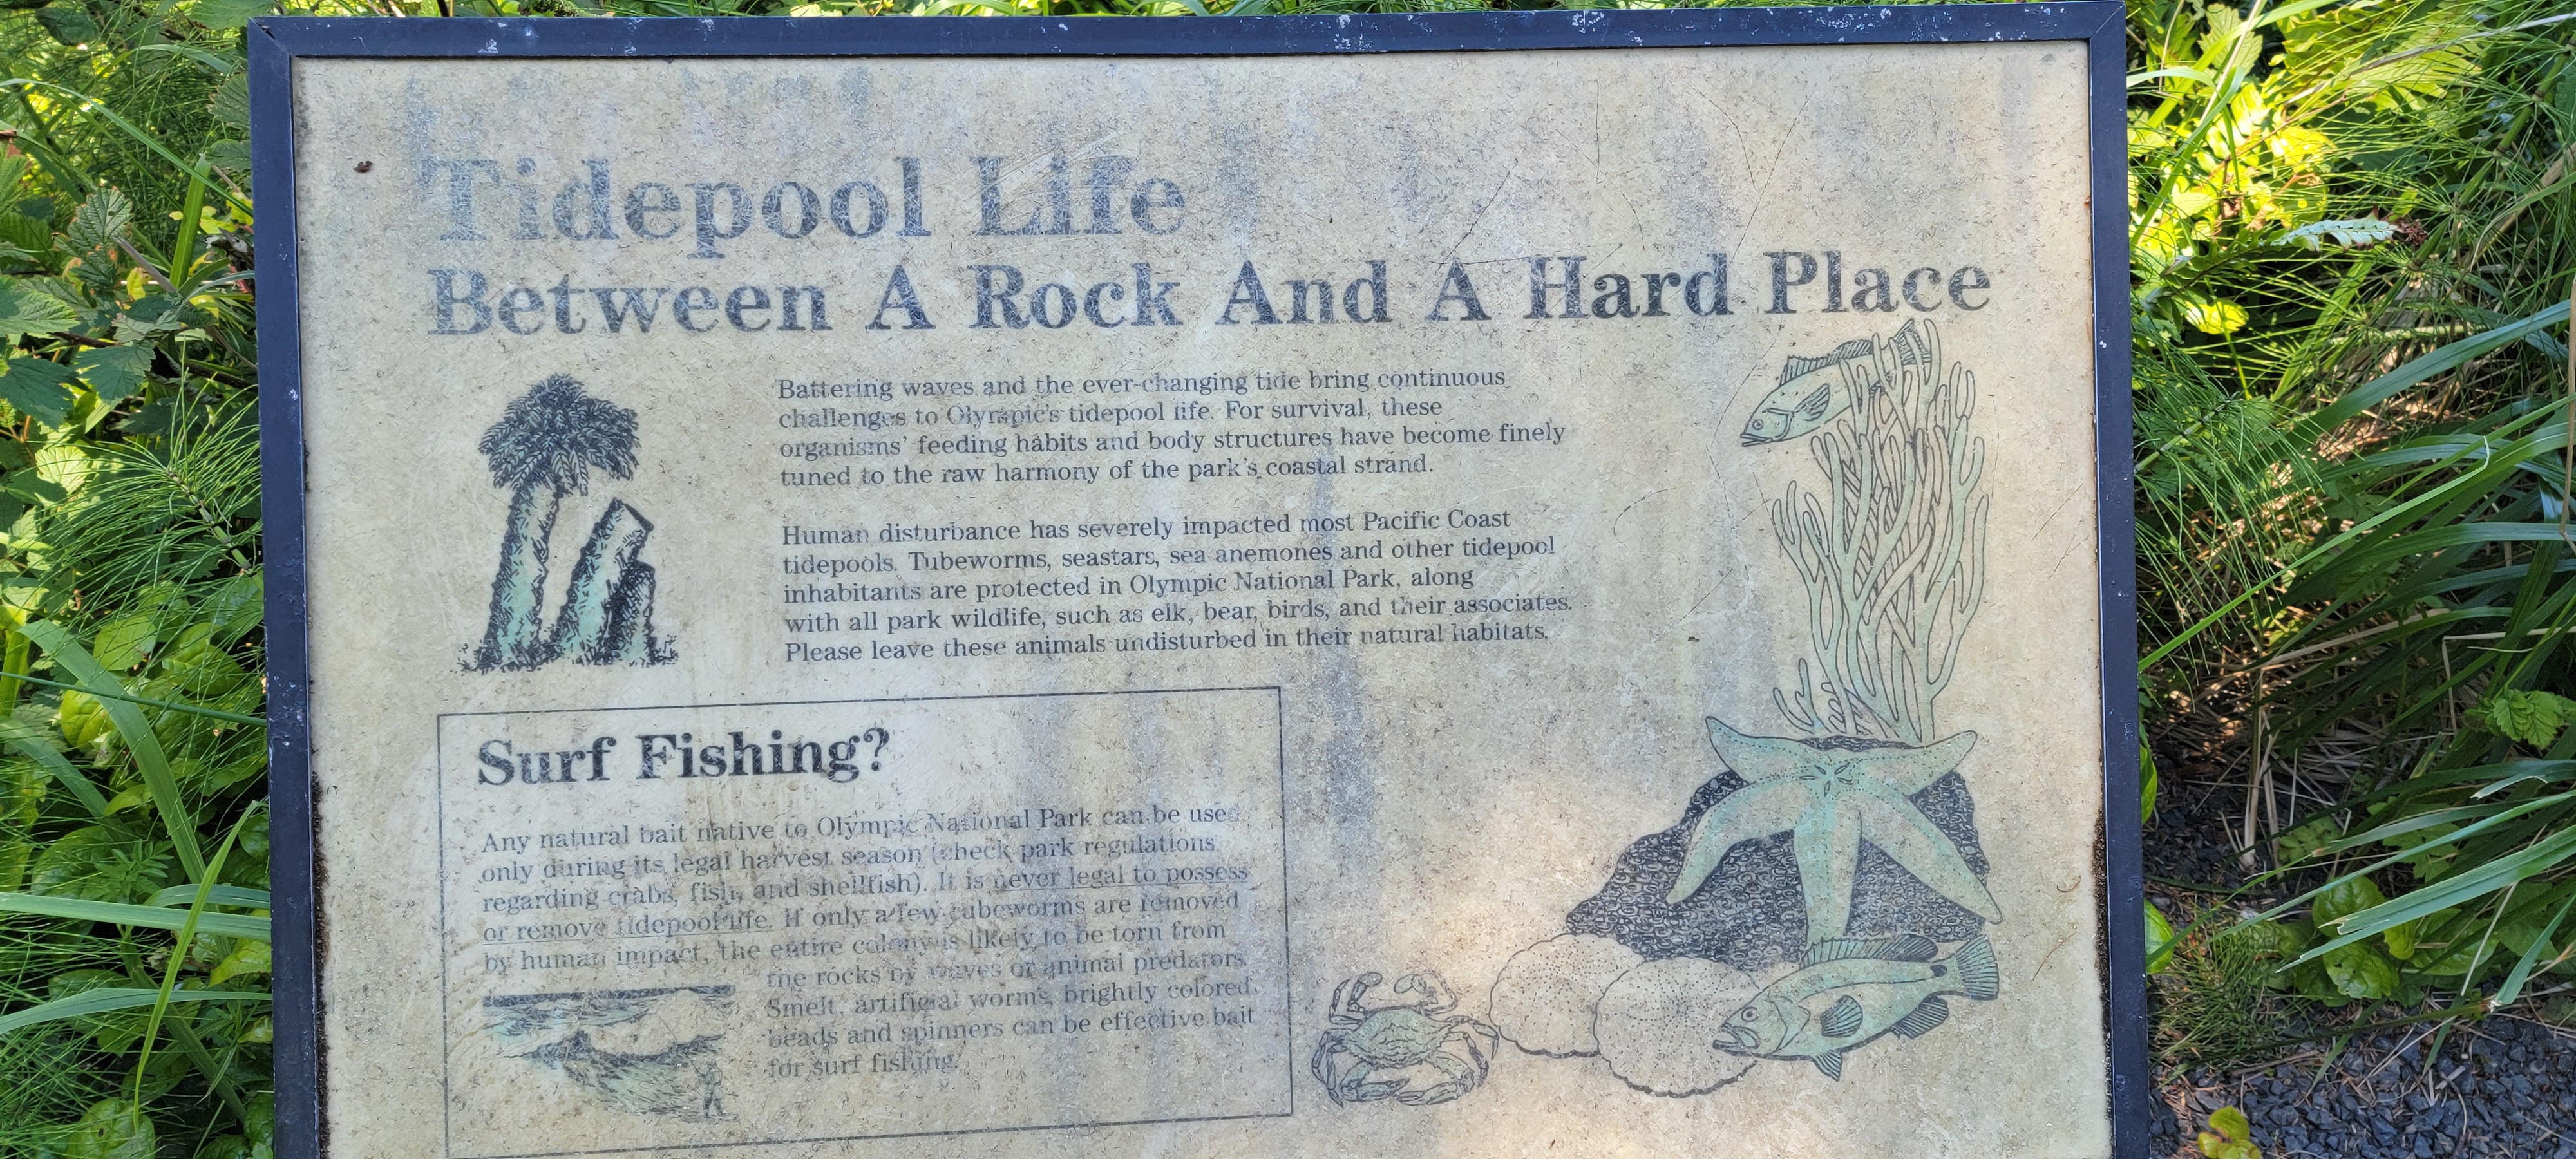 Tidepool Life
Between A Rock And A Hard Place
Battering waves and the ever-changing tide bring continuous
challenges to Olympic's tidepool life. For survival, these
organisms' feeding habits and body structures have become finely
tuned to the raw harmony of the park's coastal strand.
Human disturbance has severely impacted most Pacific Coast
tidepools. Tubeworms, seastars, sea anemones and other tidepool
inhabitants are protected in Olympic National Park, along
with all park wildlife, such as elk, bear, birds, and their associates.
Please leave these animals undisturbed in their natural habitats.
Surf Fishing?
Any natural bait native to Olympic National Park can be used
only during its legal harvest season (check park regulations
regarding crabs, fish, and shellfish). It is never legal to possess
or remove tidepool life. If only a few tubeworms are removed
by human impact, the entire colony is likely to be torn from
the rocks by waves or animal predators.
Smelt, artificial worms, brightly colored
beads and spinners can be effective bait
for surf fishing.